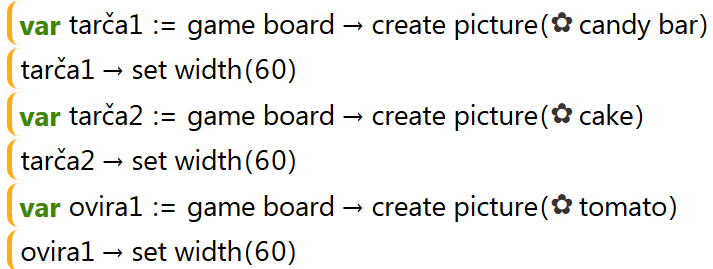 var tarča1 := game board → create picture(✿ candy bar)
tarča1 → set width(60)
var tarča2 := game board → create picture(✿ cake)
tarča2 → set width(60)
var ovira1 := game board → create picture(✿ tomato)
ovira1 → set width(60)